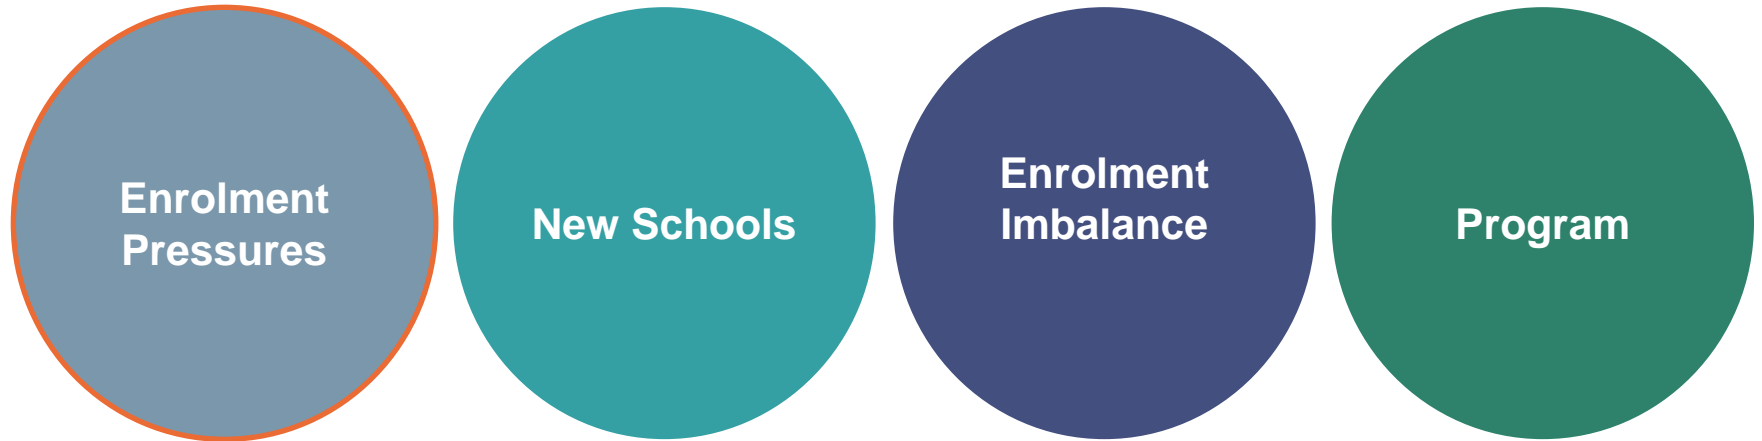 Enrolment
Pressures
New Schools
Enrolment
Imbalance
Program